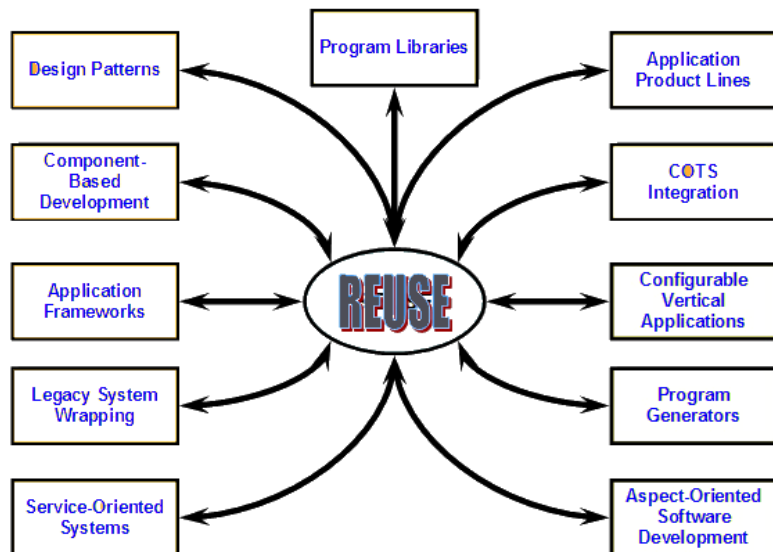 Program Libraries
Design Patterns
Application
Product Lines
Component-
Based
Development
COTS
Integration
REUSE
Application
Frameworks
Configurable
Vertical
Applications
Legacy System
Wrapping
Program
Generators
Service-Oriented
Systems
Aspect-Oriented
Software
Development